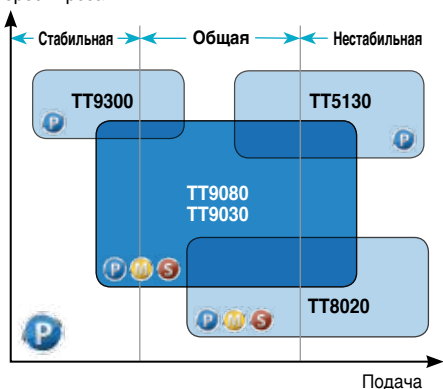 Стабильная Общая Нестабильная
TT9300 TT5130
P P
TT9080
TT9030
P M S
P M S
TT8020
P
Подача